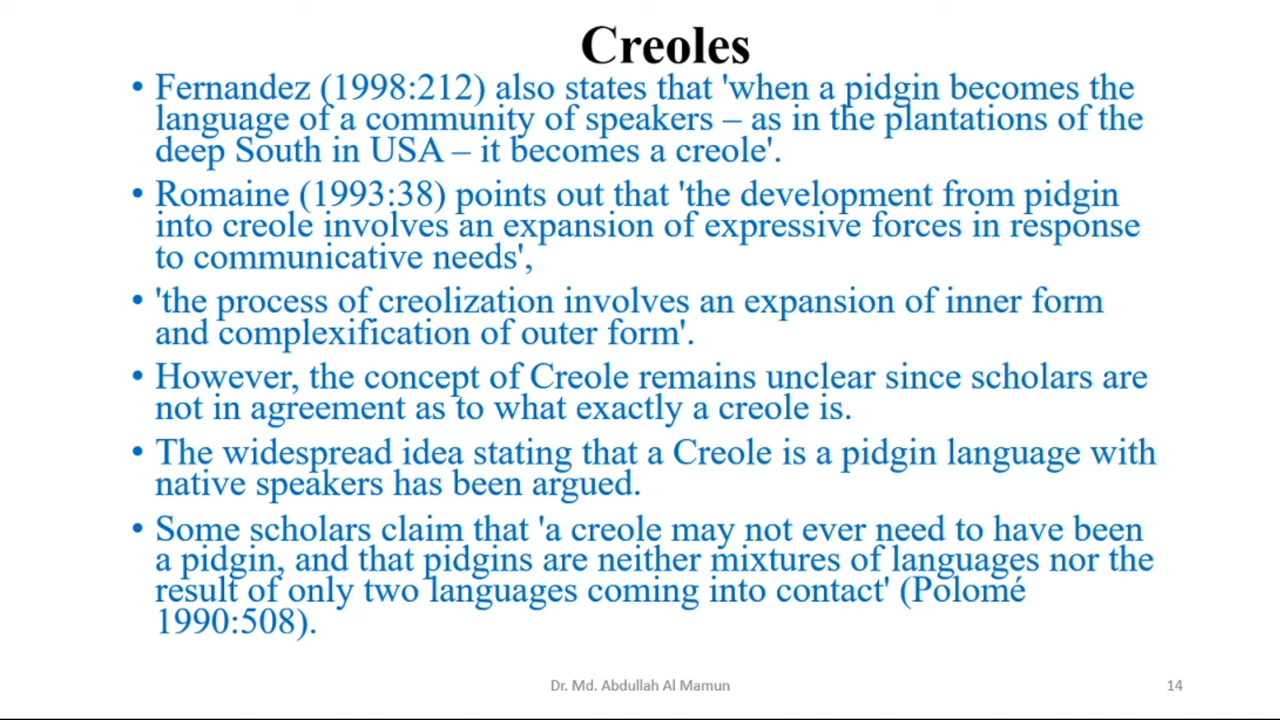 Creoles
• Fernandez (1998:212) also states that 'when a pidgin becomes the
language of a community of speakers – as in the plantations of the
deep South in USA – it becomes a creole'.
• Romaine (1993:38) points out that 'the development from pidgin
into creole involves an expansion of expressive forces in response
to communicative needs',
• 'the process of creolization involves an expansion of inner form
and complexification of outer form'.
• However, the concept of Creole remains unclear since scholars are
not in agreement as to what exactly a creole is.
• The widespread idea stating that a Creole is a pidgin language with
native speakers has been argued.
• Some scholars claim that 'a creole may not ever need to have been
a pidgin, and that pidgins are neither mixtures of languages nor the
result of only two languages coming into contact' (Polomé
1990:508).
Dr. Md. Abdullah Al Mamun
14